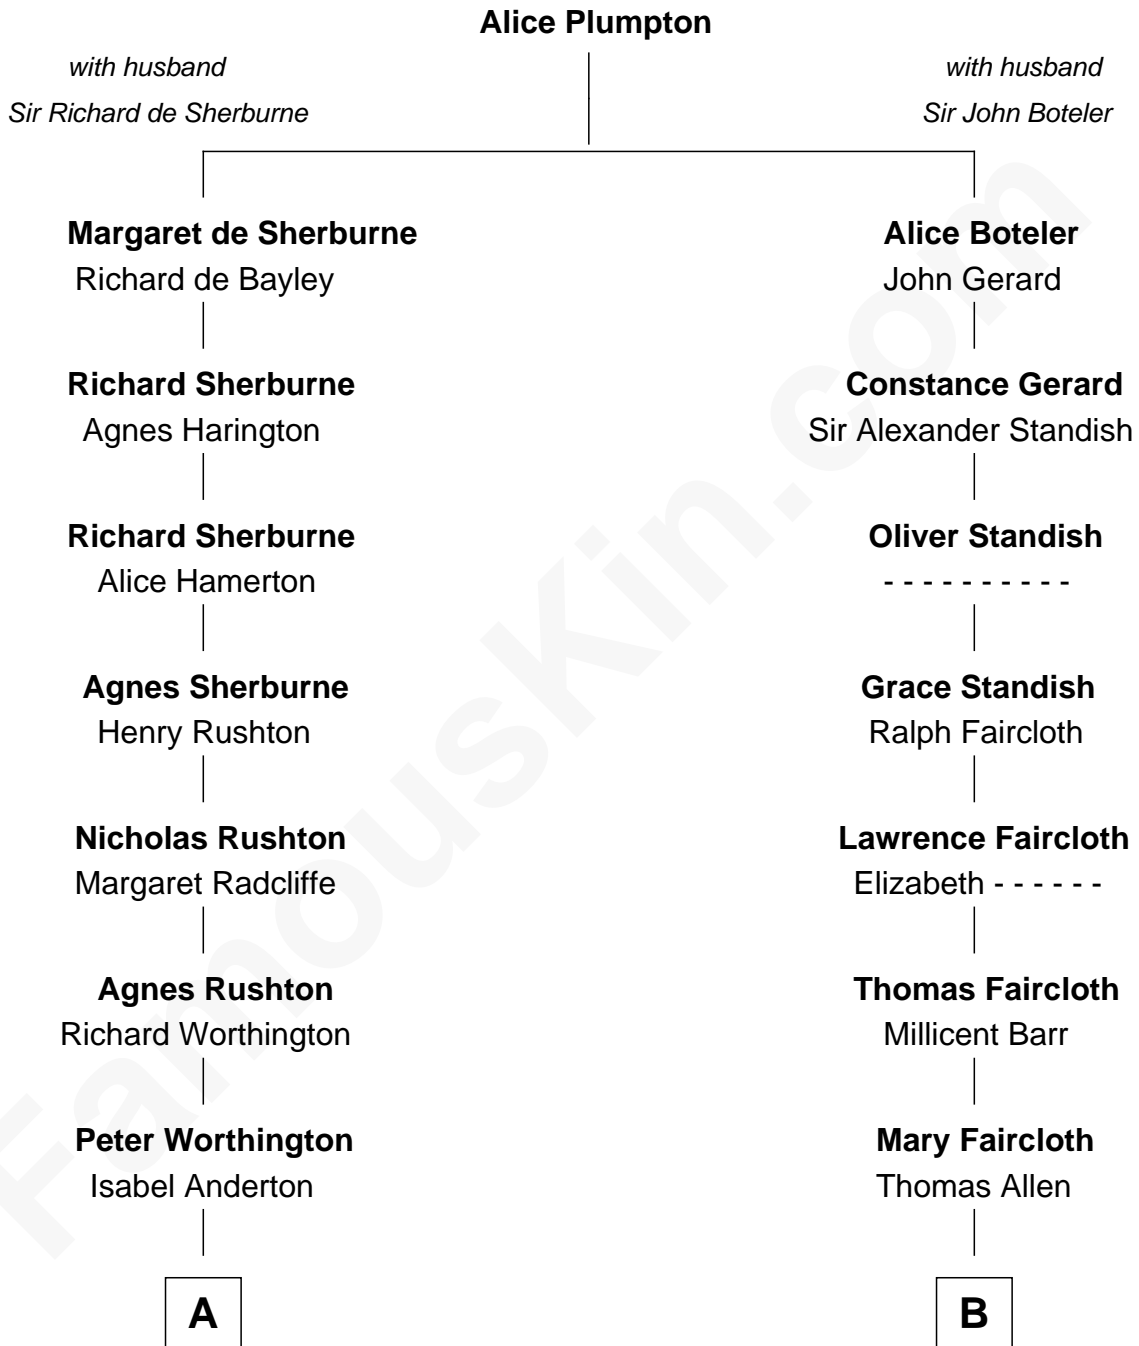 Alice Plumpton
with husband
Sir Richard de Sherburne
with husband
Sir John Boteler
Margaret de Sherburne
Richard de Bayley
Alice Boteler
John Gerard
Richard Sherburne
Agnes Harington
Constance Gerard
Sir Alexander Standish
Richard Sherburne
Alice Hamerton
Oliver Standish
- - - - - - - - - -
Agnes Sherburne
Henry Rushton
Grace Standish
Ralph Faircloth
Nicholas Rushton
Margaret Radcliffe
Lawrence Faircloth
Elizabeth - - - - - -
Agnes Rushton
Richard Worthington
Thomas Faircloth
Millicent Barr
Peter Worthington
Isabel Anderton
Mary Faircloth
Thomas Allen
A
B
FamousKin.com